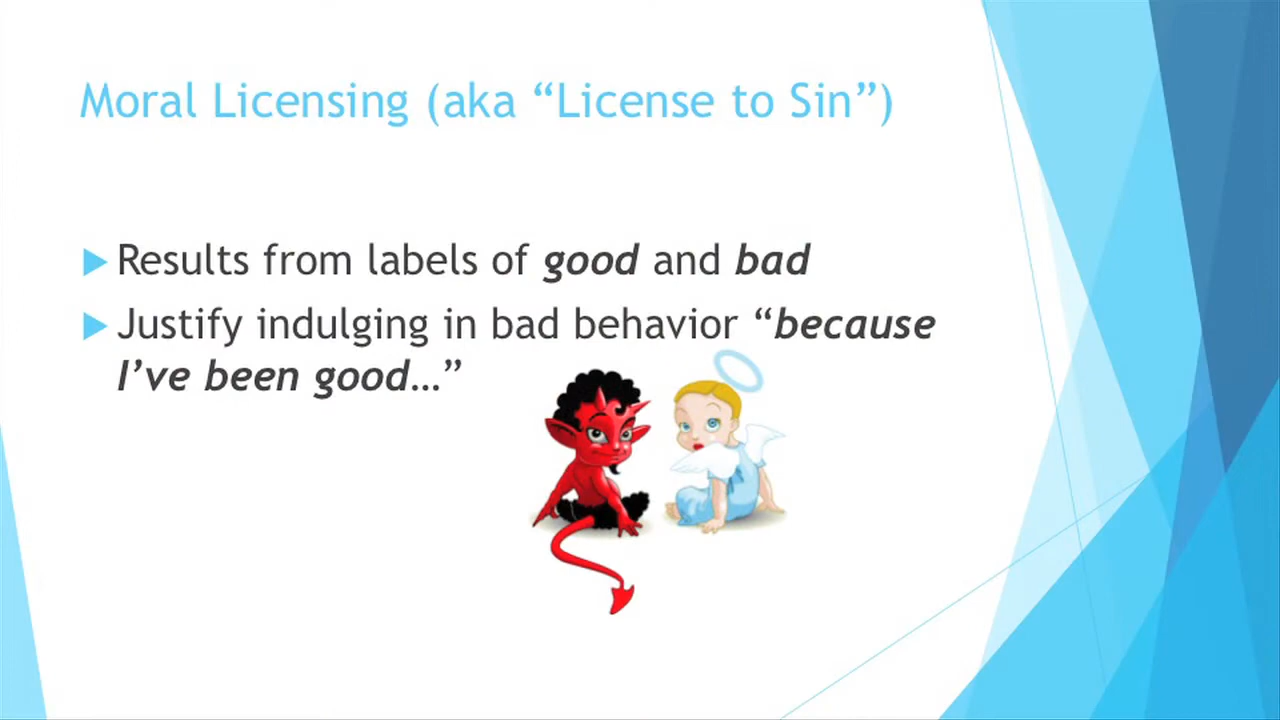 Moral Licensing (aka “License to Sin”)
Results from labels of good and bad
Justify indulging in bad behavior “because
I’ve been good…”